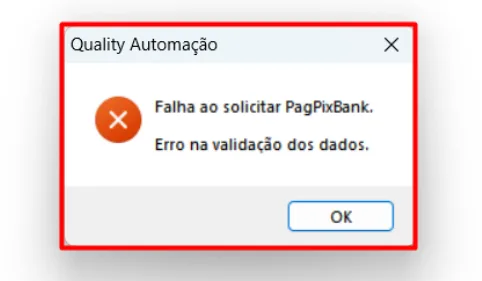 Quality Automação
Falha ao solicitar PagPixBank.
Erro na validação dos dados.
OK